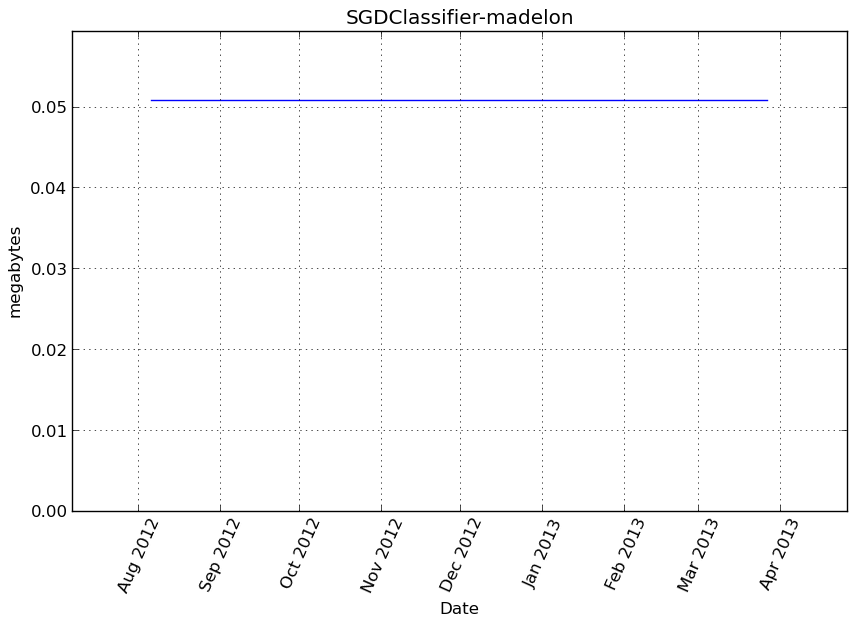 SGDClassifier-madelon
megabytes
0.05
0.04
0.03
0.02
0.01
0.00
Aug 2012
Sep 2012
Oct 2012
Nov 2012
Dec 2012
Jan 2013
Feb 2013
Mar 2013
Apr 2013
Date